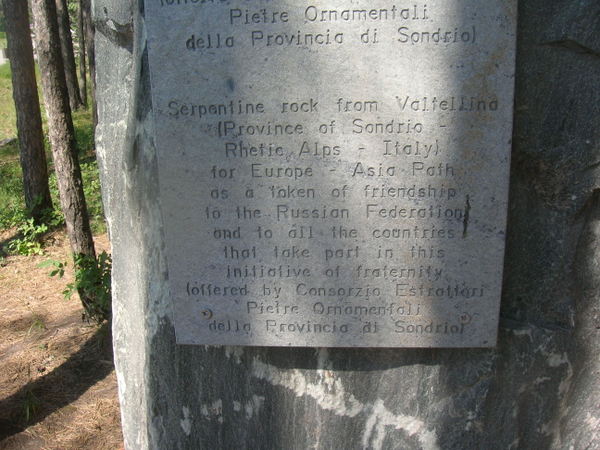 (offerto
Pietre Ornamentali
della Provincia di Sondrio)
Serpentine rock from Valtellina
(Province of Sondrio -
Rhetic Alps - Italy)
for Europe - Asia Path
as a token of friendship
to the Russian Federation
and to all the countries
that take part in this
initiative of fraternity
(offered by Consorzio Estrattori
Pietre Ornamentali
della Provincia di Sondrio)